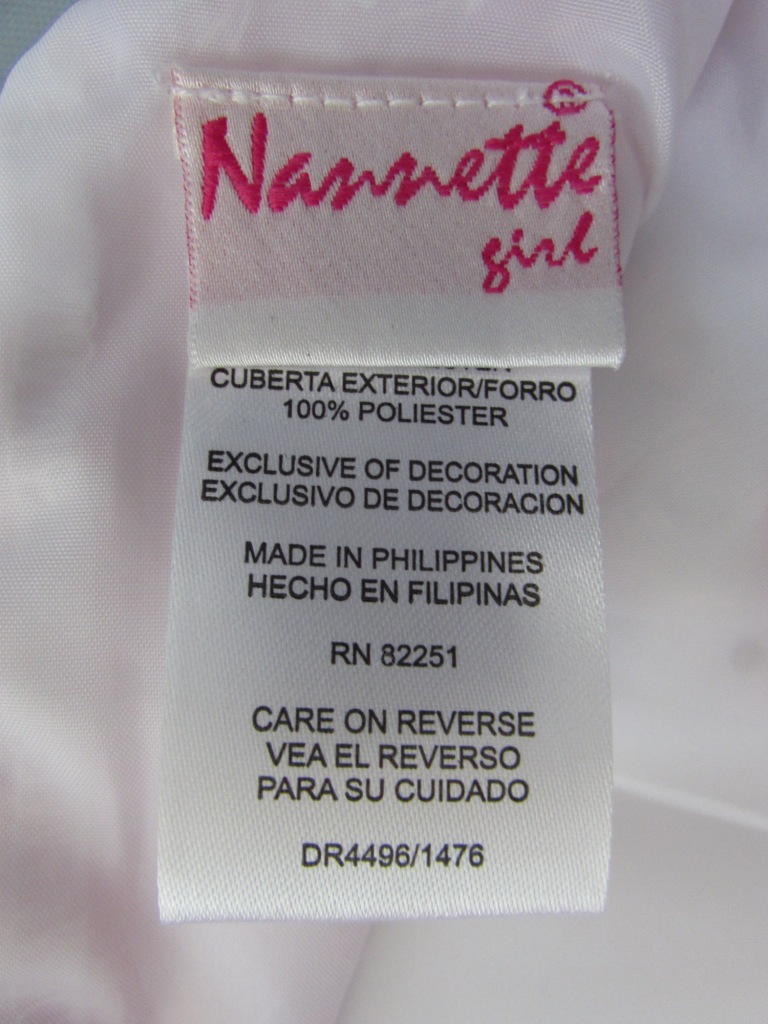 ®
Nannette
girl
CUBERTA EXTERIOR/FORRO
100% POLIESTER
EXCLUSIVE OF DECORATION
EXCLUSIVO DE DECORACION
MADE IN PHILIPPINES
HECHO EN FILIPINAS
RN 82251
CARE ON REVERSE
VEA EL REVERSO
PARA SU CUIDADO
DR4496/1476